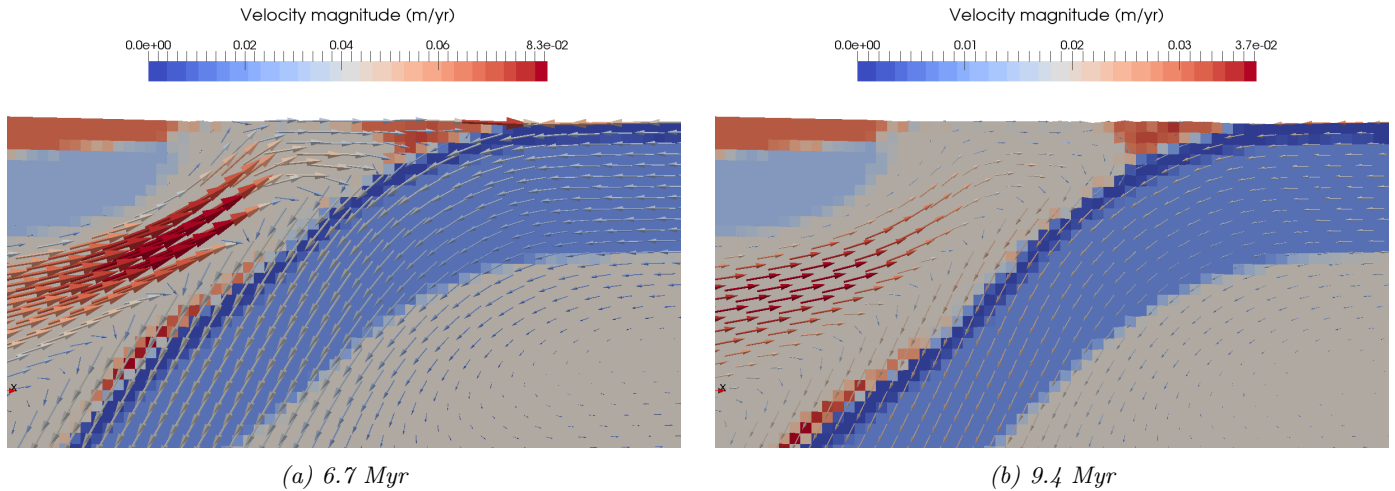 Velocity magnitude (m/yr)
0.0e+00 0.02 0.04 0.06 8.3e-02
x
(a) 6.7 Myr
Velocity magnitude (m/yr)
0.0e+00 0.01 0.02 0.03 3.7e-02
x
(b) 9.4 Myr